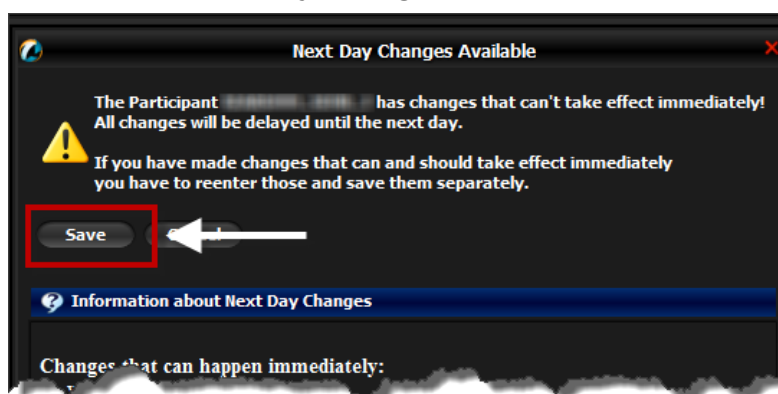 Next Day Changes Available
The Participant has changes that can't take effect immediately!
All changes will be delayed until the next day.
If you have made changes that can and should take effect immediately
you have to reenter those and save them separately.
Save
Information about Next Day Changes
Changes that can happen immediately: